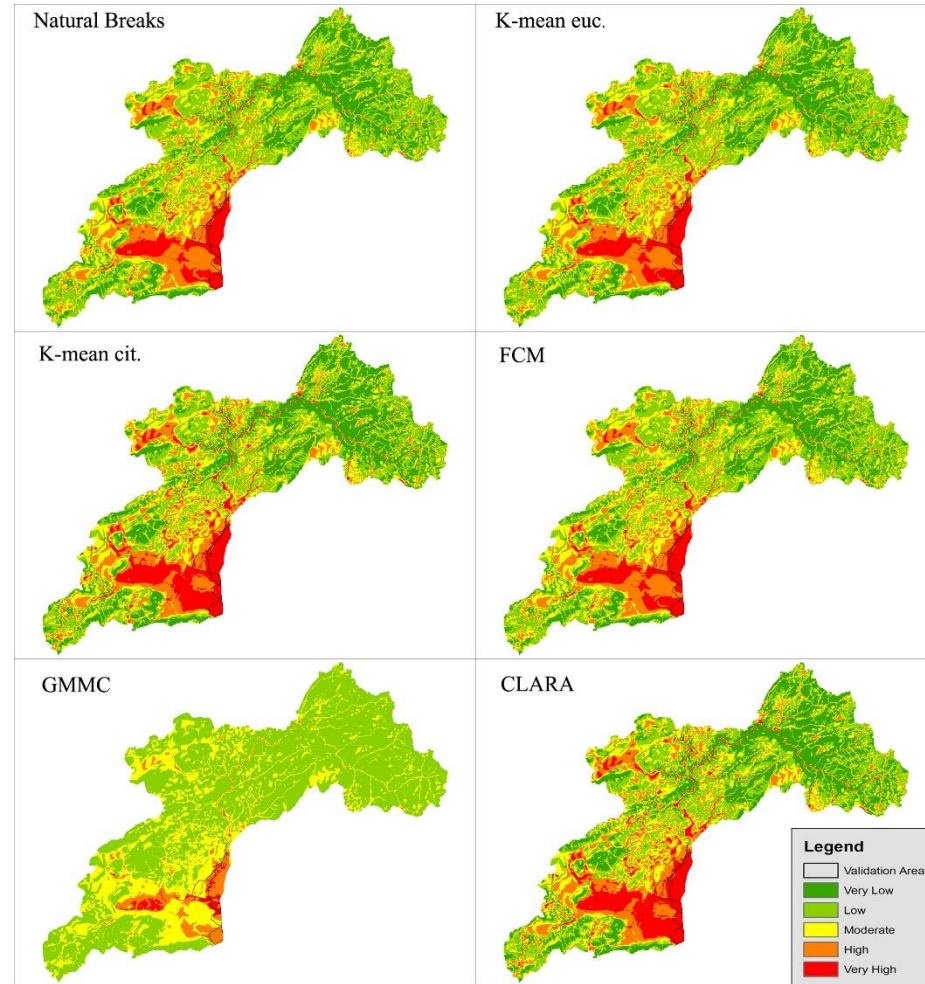 Natural Breaks
K-mean euc.
K-mean cit.
FCM
GMMC
CLARA
Legend
Validation Area
Very Low
Low
Moderate
High
Very High